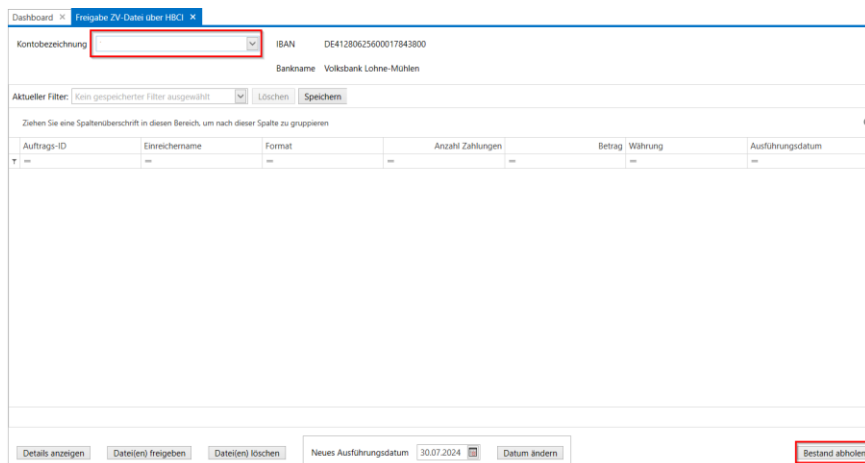 Dashboard × Freigabe ZV-Datei über HBCI ×
Kontobezeichnung IBAN DE41280625600017843800
Bankname Volksbank Lohne-Mühlen
Aktueller Filter: Kein gespeicherter Filter ausgewählt Löschen Speichern
Ziehen Sie eine Spaltenüberschrift in diesen Bereich, um nach dieser Spalte zu gruppieren
Auftrags-ID Einreichername Format Anzahl Zahlungen Betrag Währung Ausführungsdatum
= = = = = = =
Details anzeigen Datei(en) freigeben Datei(en) löschen Neues Ausführungsdatum 30.07.2024 Datum ändern Bestand abholen